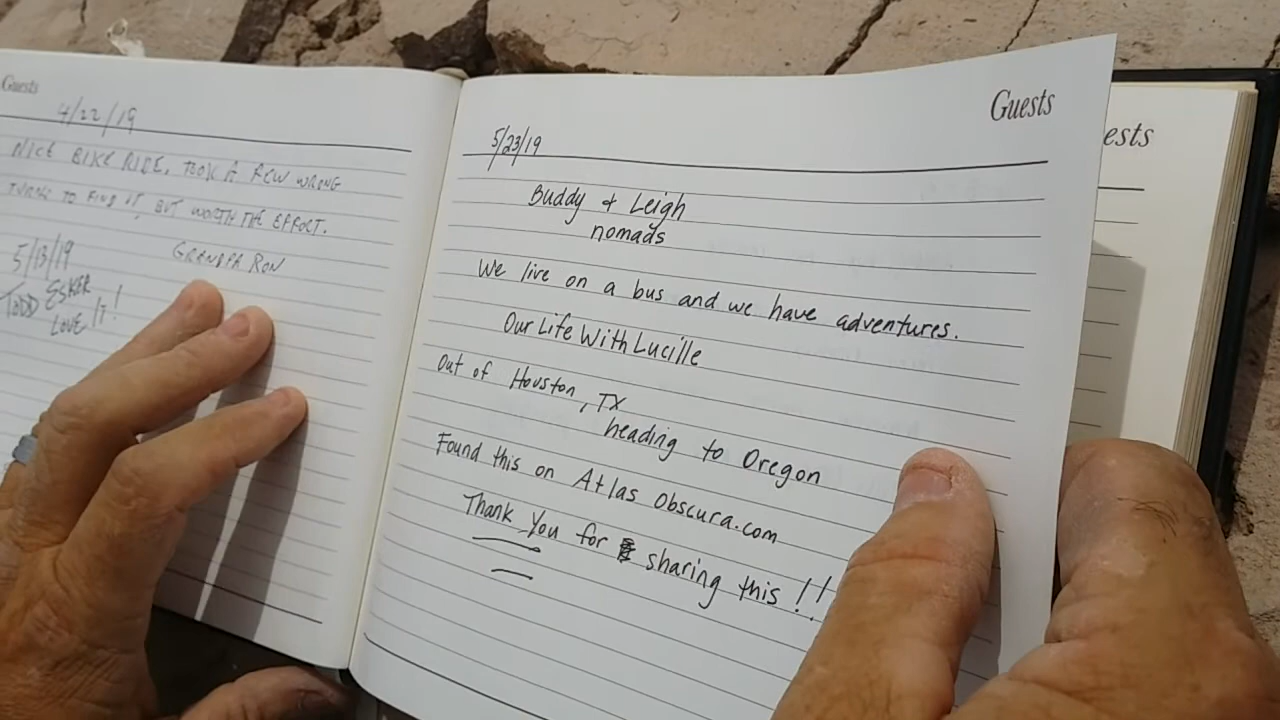 Guests
4/22/19
NICE BIKE RIDE, TOOK A FEW WRONG
TURNS TO FIND IT, BUT WORTH THE EFFORT.
GRANDPA RON
5/13/19
TODD ESKER
LOVE IT!
Guests
5/23/19
Buddy + Leigh
nomads
We live on a bus and we have adventures.
Our Life With Lucille
Out of Houston, TX
heading to Oregon
Found this on Atlas Obscura.com
Thank You for sharing this !!
ests